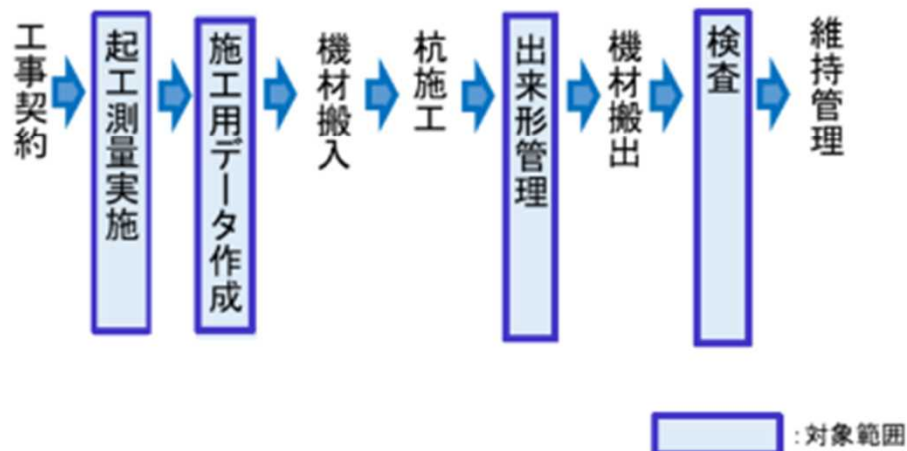 工事契約
起工測量実施
施工用データ作成
機材搬入
杭施工
出来形管理
機材搬出
検査
維持管理
:対象範囲